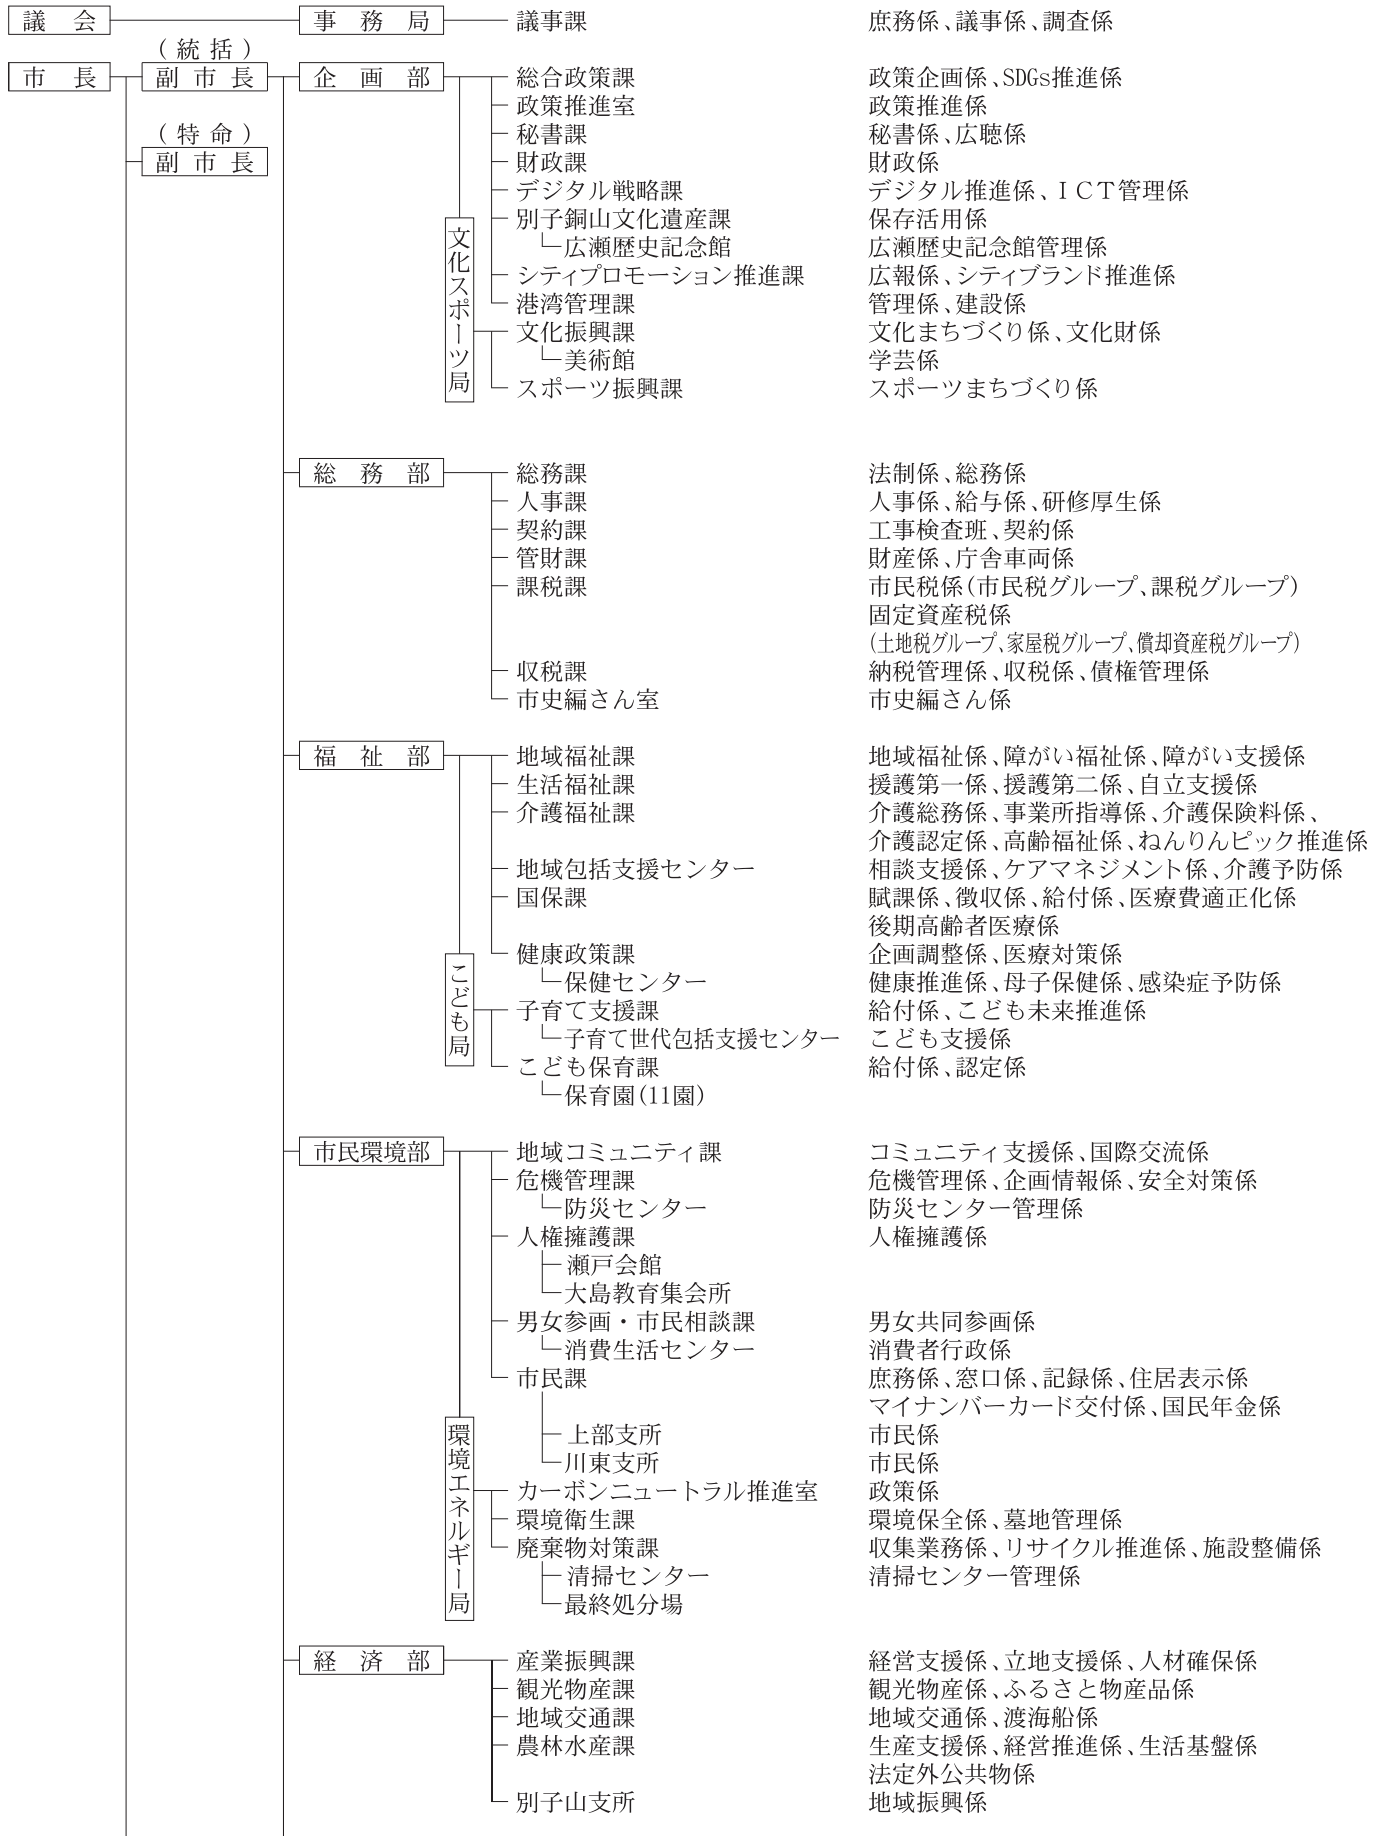 議会 事務局 議事課 庶務係、議事係、調査係
(統括)
市長 副市長 企画部 総合政策課 政策企画係、SDGs推進係
政策推進室 政策推進係
(特命) 秘書課 秘書係、広聴係
副市長 財政課 財政係
デジタル戦略課 デジタル推進係、ICT管理係
別子銅山文化遺産課 保存活用係
広瀬歴史記念館 広瀬歴史記念館管理係
シティプロモーション推進課 広報係、シティブランド推進係
港湾管理課 管理係、建設係
文化スポーツ局
文化振興課 文化まちづくり係、文化財係
美術館 学芸係
スポーツ振興課 スポーツまちづくり係
総務部 総務課 法制係、総務係
人事課 人事係、給与係、研修厚生係
契約課 工事検査班、契約係
管財課 財産係、庁舎車両係
課税課 市民税係(市民税グループ、課税グループ)
固定資産税係
(土地税グループ、家屋税グループ、償却資産税グループ)
収税課 納税管理係、収税係、債権管理係
市史編さん室 市史編さん係
福祉部 地域福祉課 地域福祉係、障がい福祉係、障がい支援係
生活福祉課 援護第一係、援護第二係、自立支援係
介護福祉課 介護総務係、事業所指導係、介護保険料係、
介護認定係、高齢福祉係、ねんりんピック推進係
地域包括支援センター 相談支援係、ケアマネジメント係、介護予防係
国保課 賦課係、徴収係、給付係、医療費適正化係
後期高齢者医療係
健康政策課 企画調整係、医療対策係
保健センター 健康推進係、母子保健係、感染症予防係
こども局
子育て支援課 給付係、こども未来推進係
子育て世代包括支援センター こども支援係
こども保育課 給付係、認定係
保育園(11園)
市民環境部 地域コミュニティ課 コミュニティ支援係、国際交流係
危機管理課 危機管理係、企画情報係、安全対策係
防災センター 防災センター管理係
人権擁護課 人権擁護係
瀬戸会館
大島教育集会所
男女参画・市民相談課 男女共同参画係
消費生活センター 消費者行政係
市民課 庶務係、窓口係、記録係、住居表示係
マイナンバーカード交付係、国民年金係
上部支所 市民係
川東支所 市民係
環境エネルギー局
カーボンニュートラル推進室 政策係
環境衛生課 環境保全係、墓地管理係
廃棄物対策課 収集業務係、リサイクル推進係、施設整備係
清掃センター 清掃センター管理係
最終処分場
経済部 産業振興課 経営支援係、立地支援係、人材確保係
観光物産課 観光物産係、ふるさと物産品係
地域交通課 地域交通係、渡海船係
農林水産課 生産支援係、経営推進係、生活基盤係
法定外公共物係
別子山支所 地域振興係